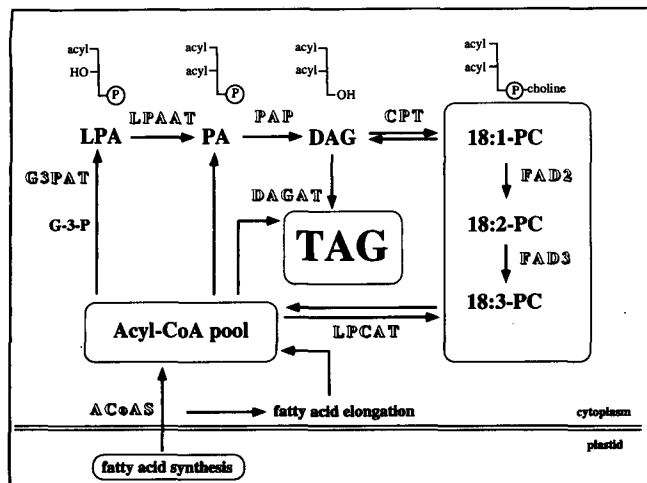 acyl acyl acyl acyl
HO acyl acyl acyl
P P OH P-choline
LPAAT PAP CPT
LPA PA DAG 18:1-PC
G3PAT FAD2
DAGAT
G-3-P TAG 18:2-PC
FAD3
18:3-PC
Acyl-CoA pool
LPCAT
ACoAS fatty acid elongation cytoplasm
plastid
fatty acid synthesis